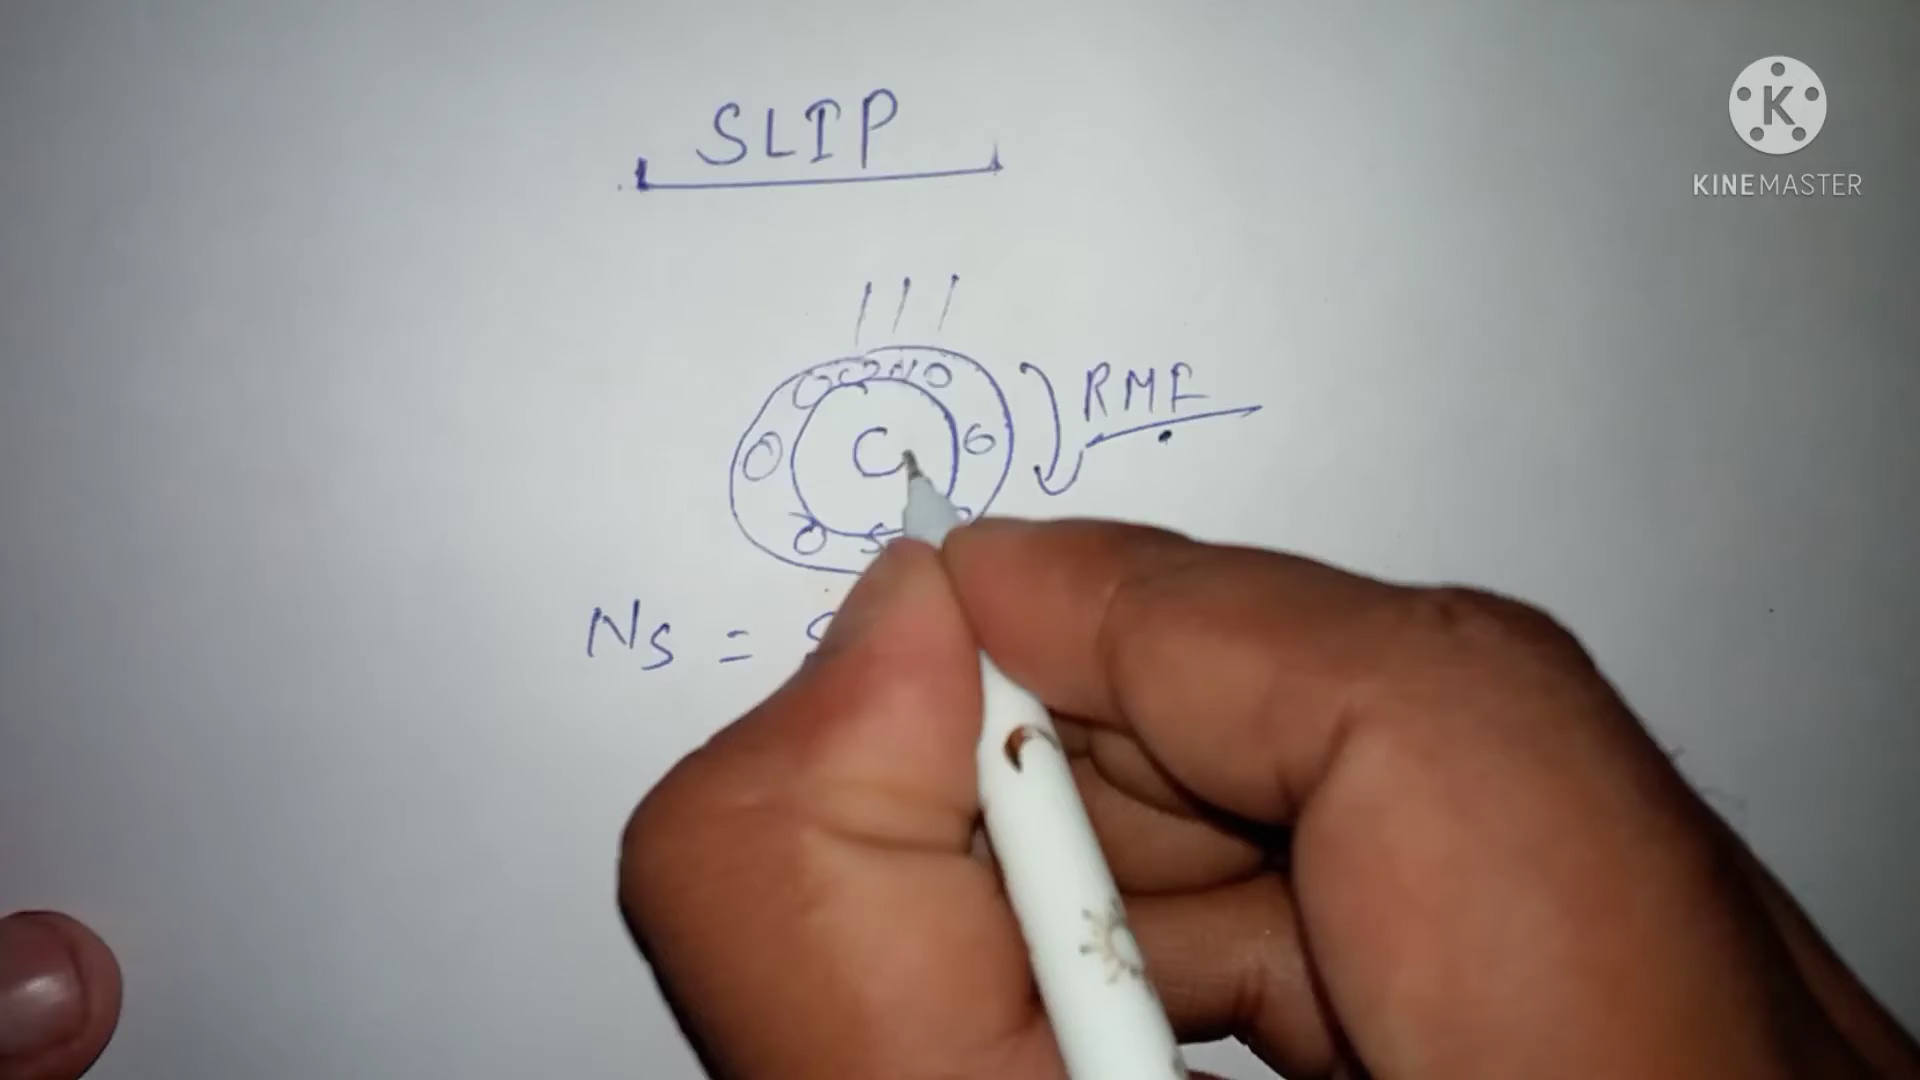 SLIP
RMF
C
Ns =
K
KINEMASTER